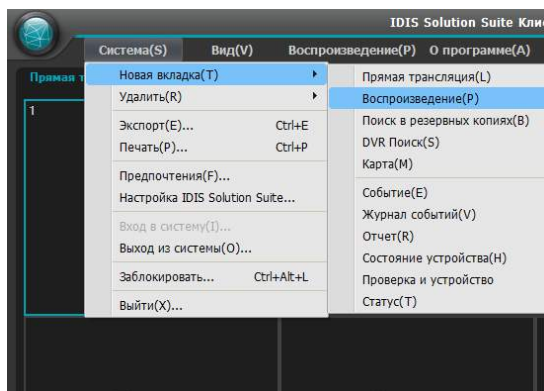 IDIS Solution Suite Кли
Система(S) Вид(V) Воспроизведение(P) О программе(A)
Прямая т
1
Новая вкладка(T)
Удалить(R)
Экспорт(E)... Ctrl+E
Печать(P)... Ctrl+P
Предпочтения(F)...
Настройка IDIS Solution Suite...
Вход в систему(I)...
Выход из системы(O)...
Заблокировать... Ctrl+Alt+L
Выйти(X)...
Прямая трансляция(L)
Воспроизведение(P)
Поиск в резервных копиях(B)
DVR Поиск(S)
Карта(M)
Событие(E)
Журнал событий(V)
Отчет(R)
Состояние устройства(H)
Проверка и устройство
Статус(T)